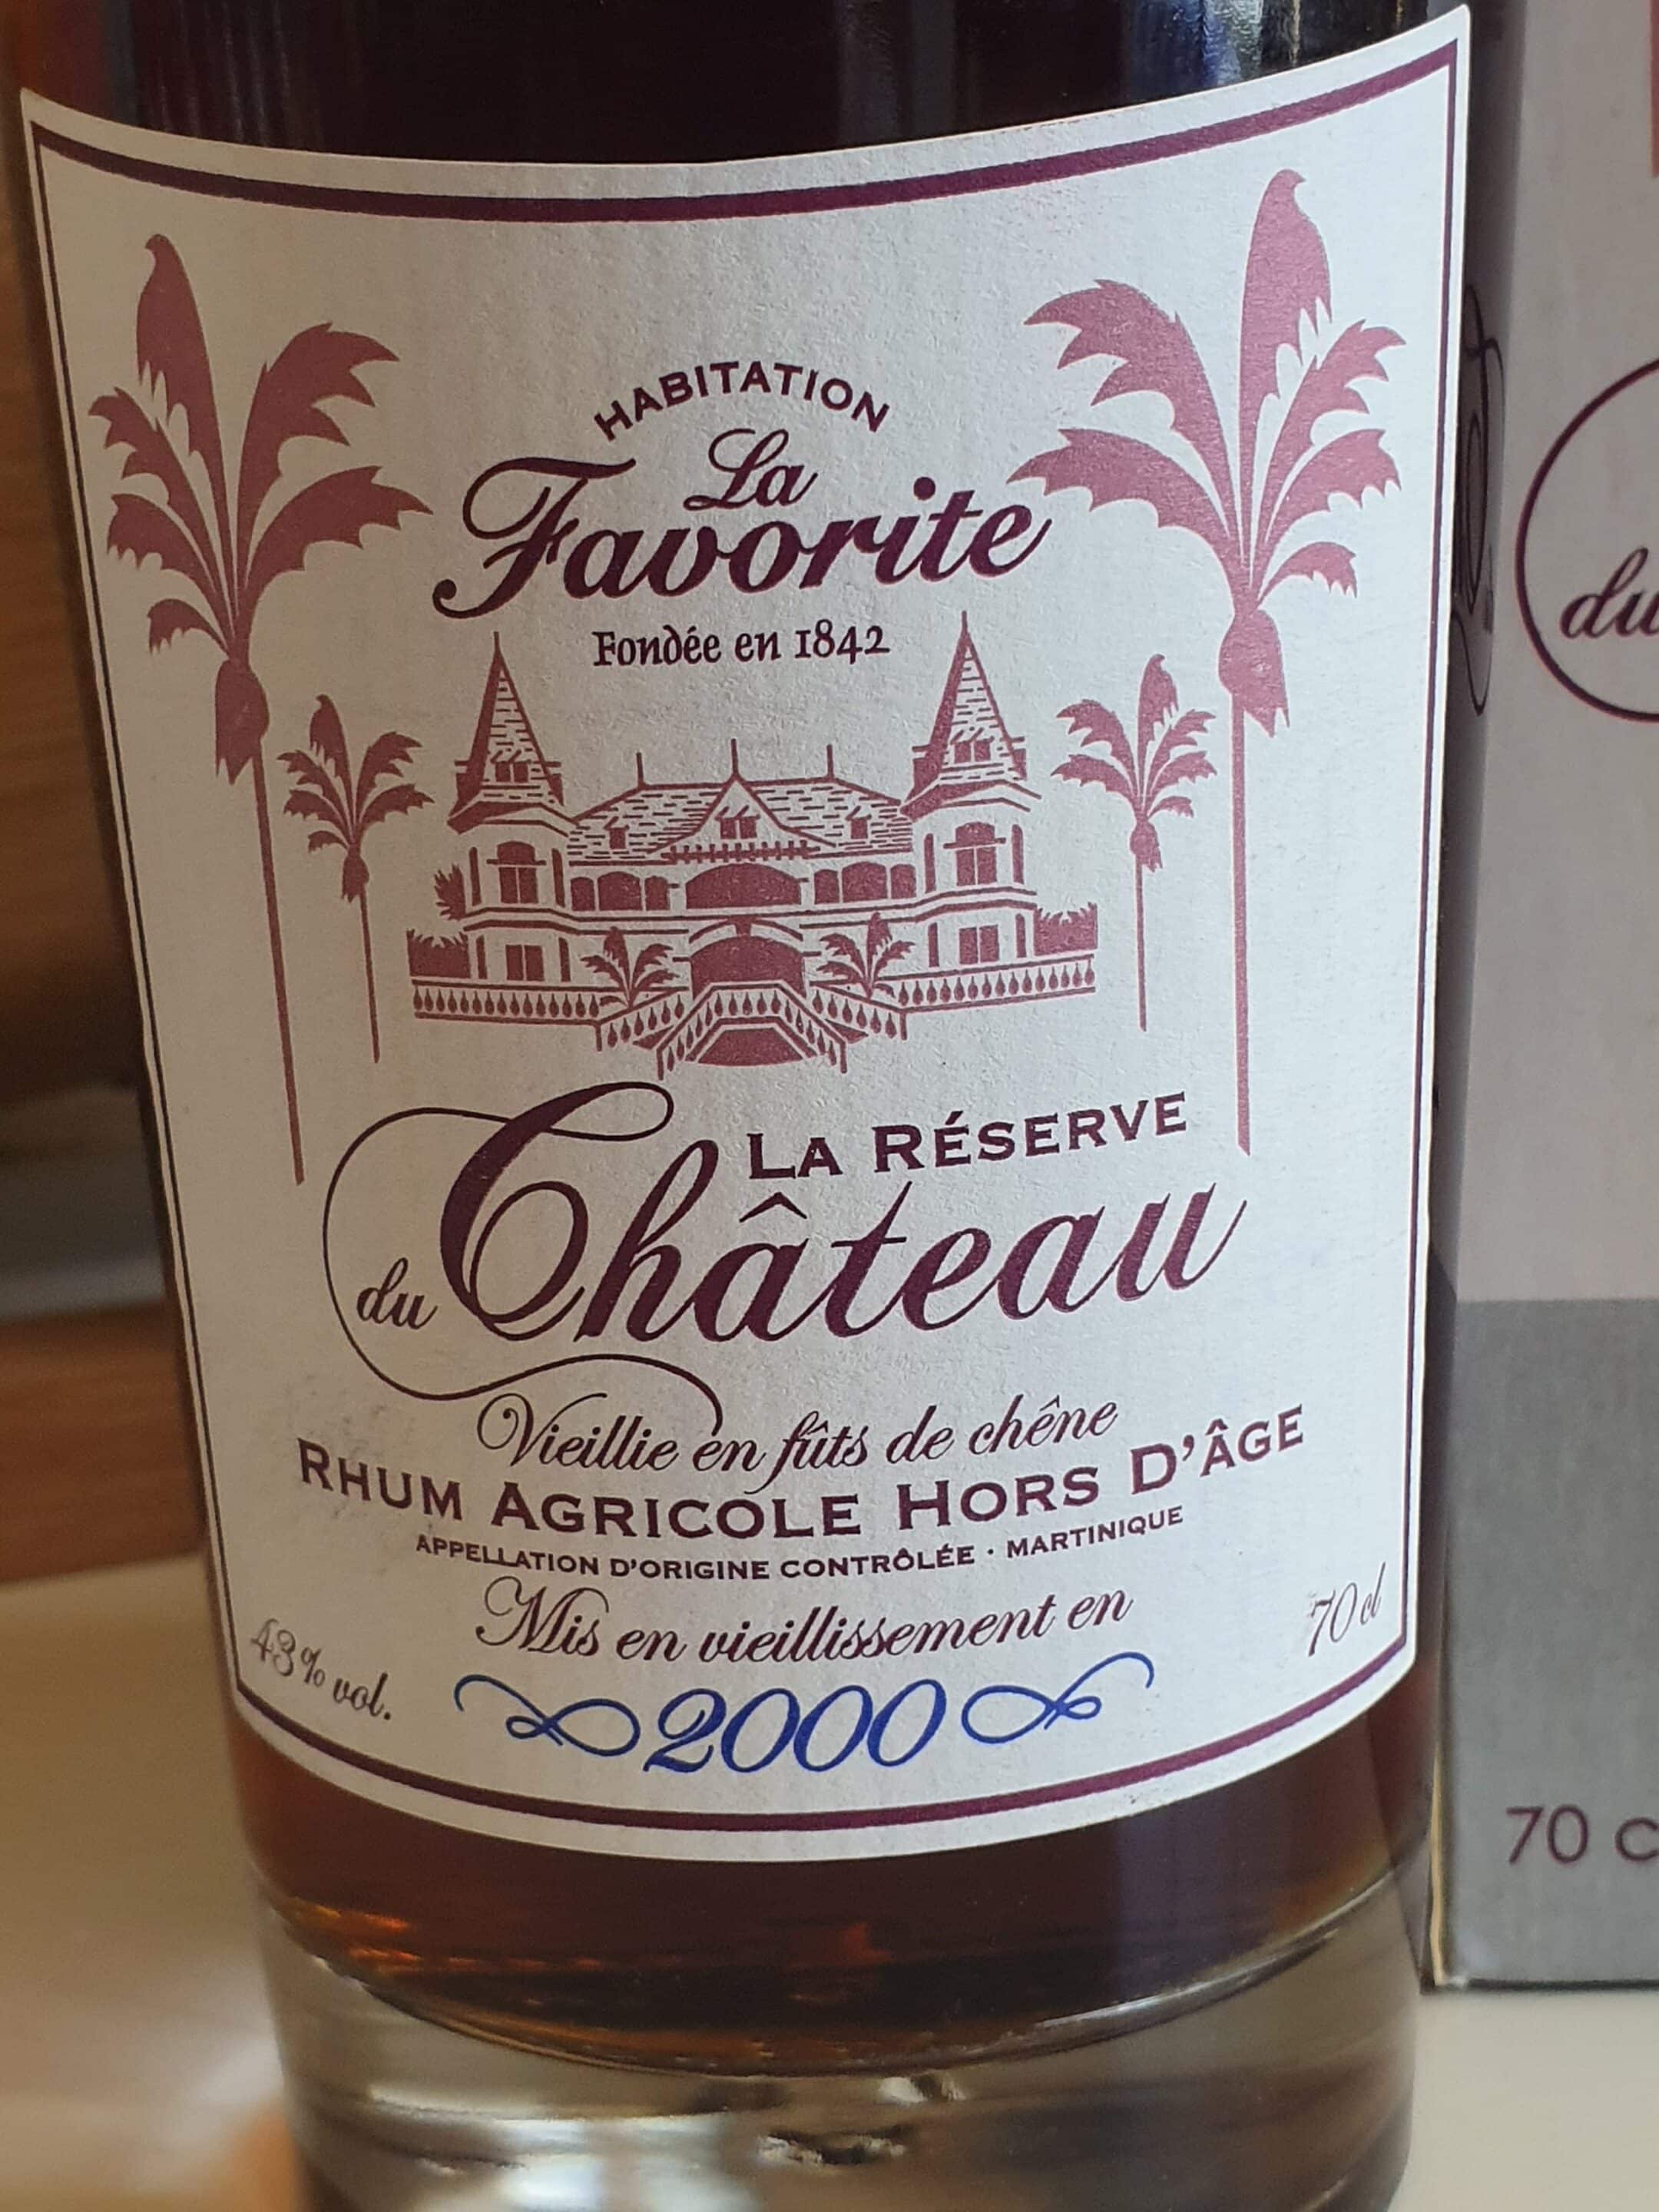 HABITATION
La
Favorite
Fondée en 1842
LA RÉSERVE
du Château
Vieillie en fûts de chêne
RHUM AGRICOLE HORS D'ÂGE
APPELLATION D'ORIGINE CONTRÔLÉE · MARTINIQUE
Mis en vieillissement en
43% vol.
70 cl
2000
du
70 c